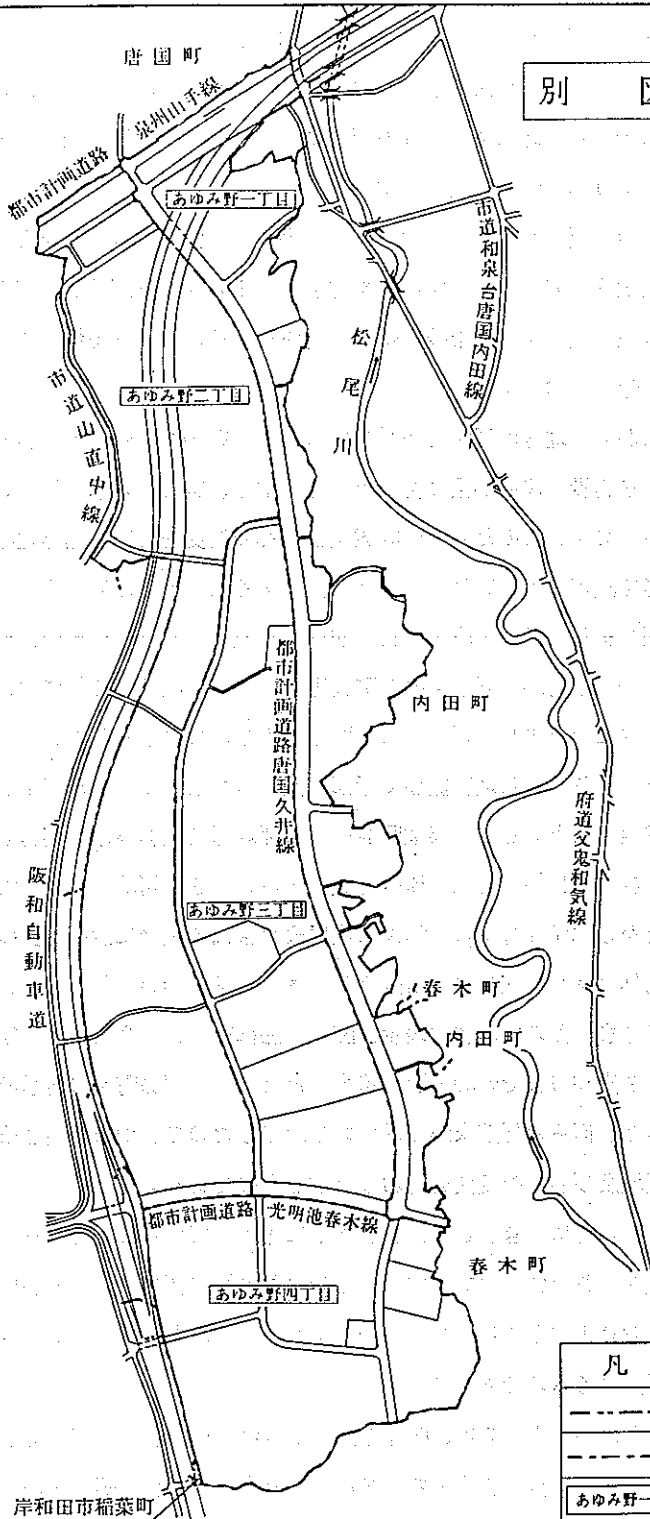 唐国町
別
泉州山手線
都市計画道路
あゆみ野一丁目
市道和泉台唐国内田線
松尾川
あゆみ野二丁目
市道山直中線
都市計画道路唐国久井線
内田町
府道父鬼和気線
阪和自動車道
あゆみ野三丁目
春木町
内田町
都市計画道路 光明池春木線
春木町
あゆみ野四丁目
凡
あゆみ野一
岸和田市稲葉町